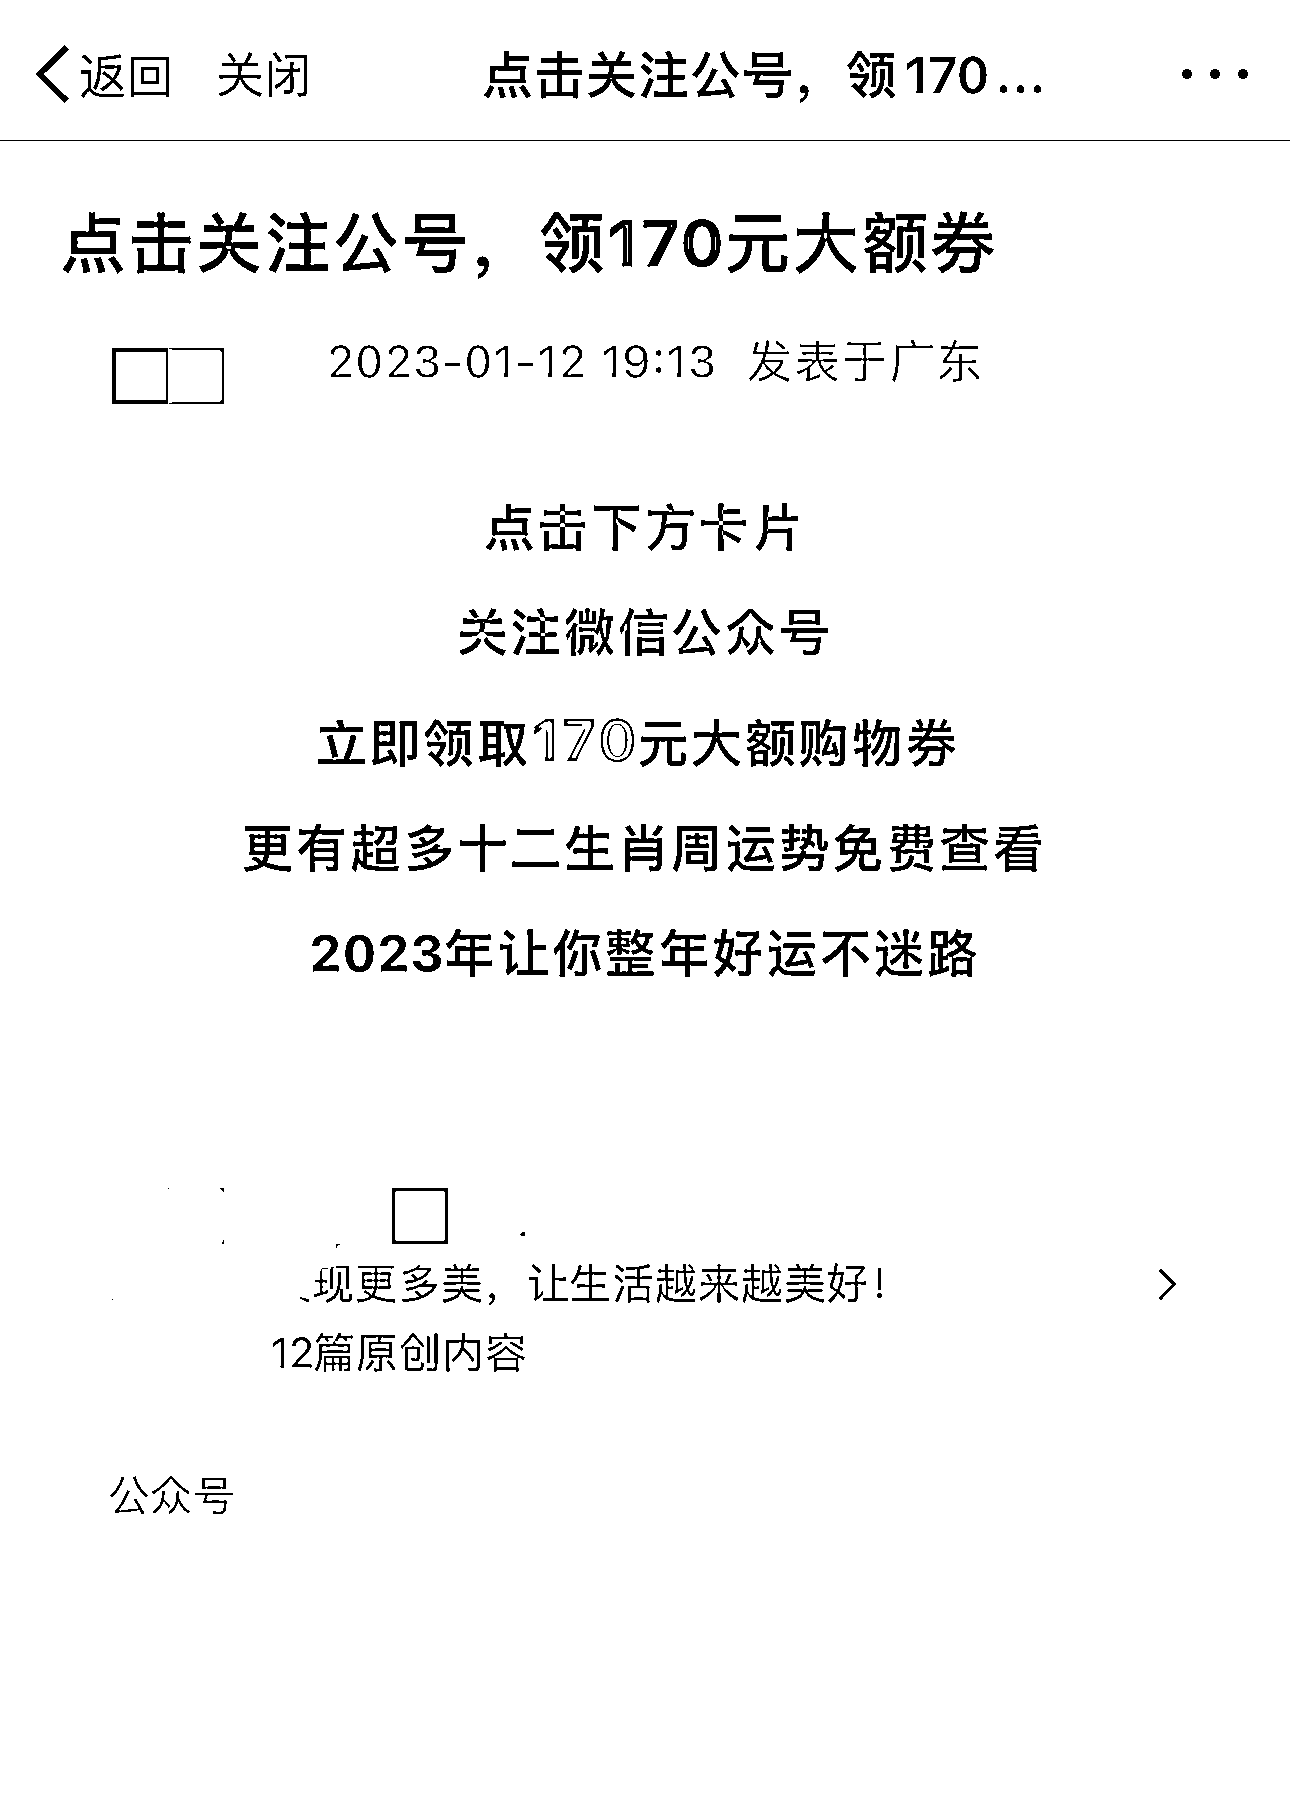 返回 关闭 点击关注公号，领170...
点击关注公号，领170元大额券
2023-01-12 19:13 发表于广东
点击下方卡片
关注微信公众号
立即领取170元大额购物券
更有超多十二生肖周运势免费查看
2023年让你整年好运不迷路
现更多美，让生活越来越美好！
12篇原创内容
公众号